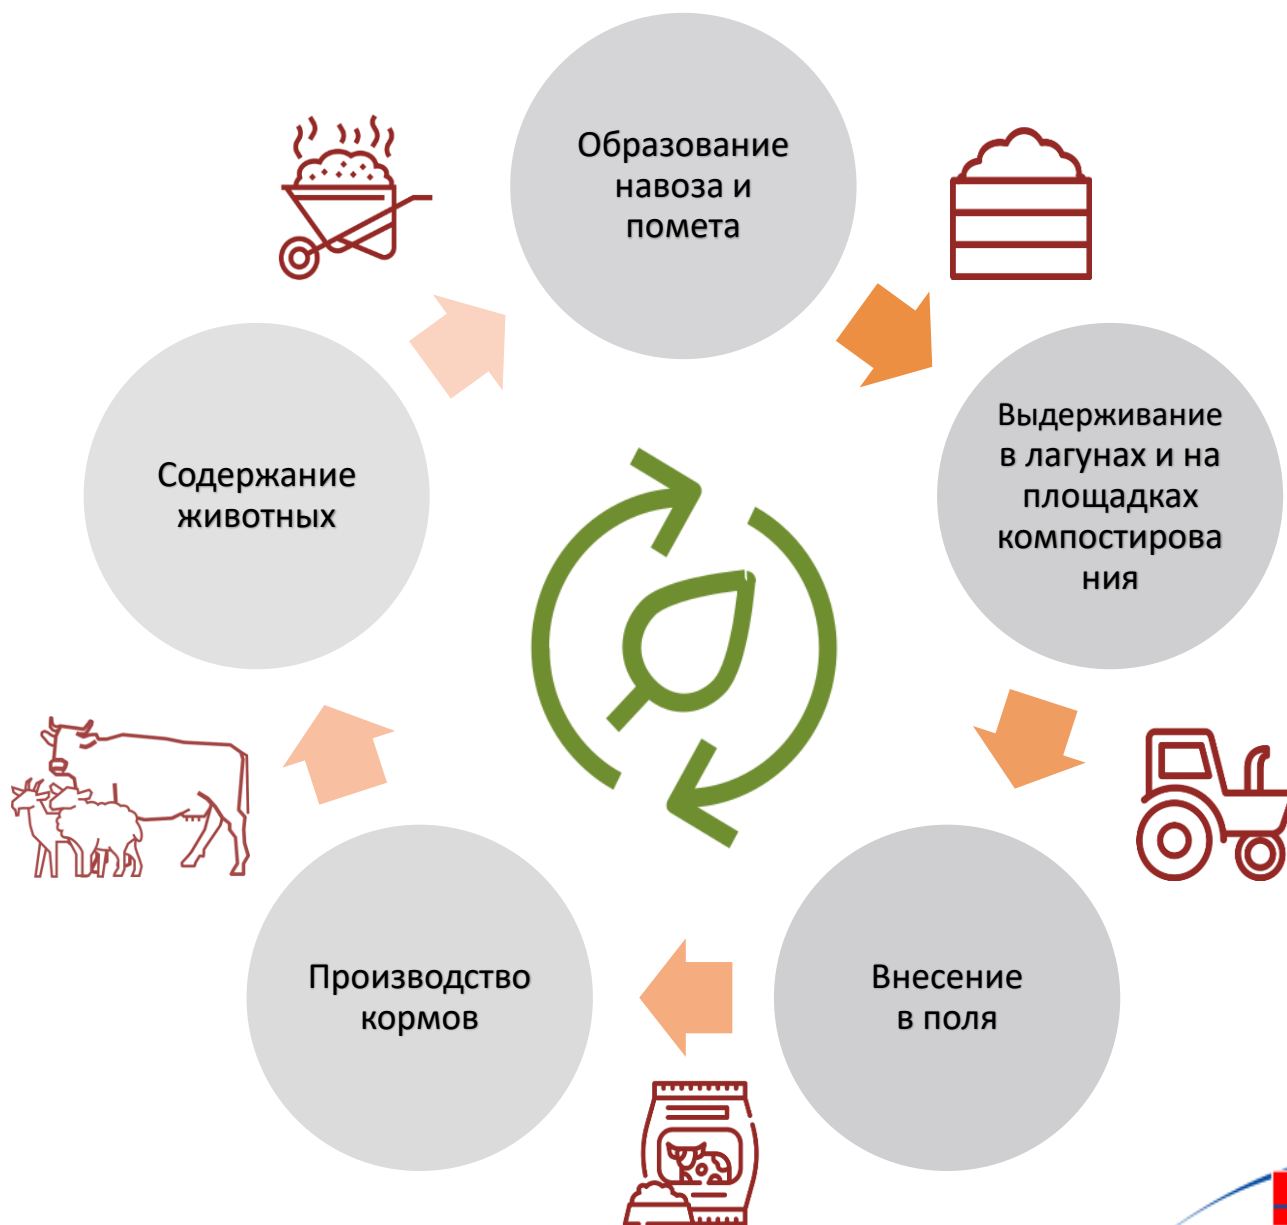 Образование
навоза и
помета
Выдерживание
в лагунах и на
площадках
компостирова
ния
Содержание
животных
Производство
кормов
Внесение
в поля